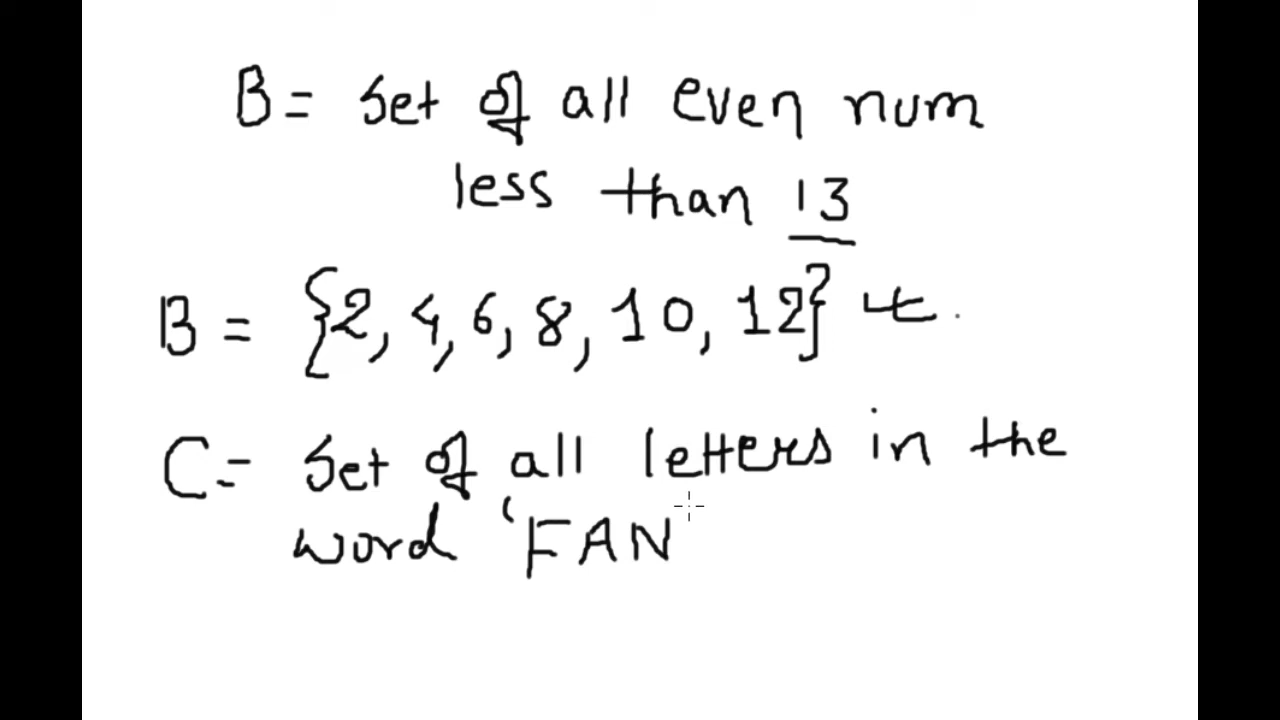 B = Set of all even num
less than 13
B = {2, 4, 6, 8, 10, 12}
C = Set of all letters in the
word 'FAN